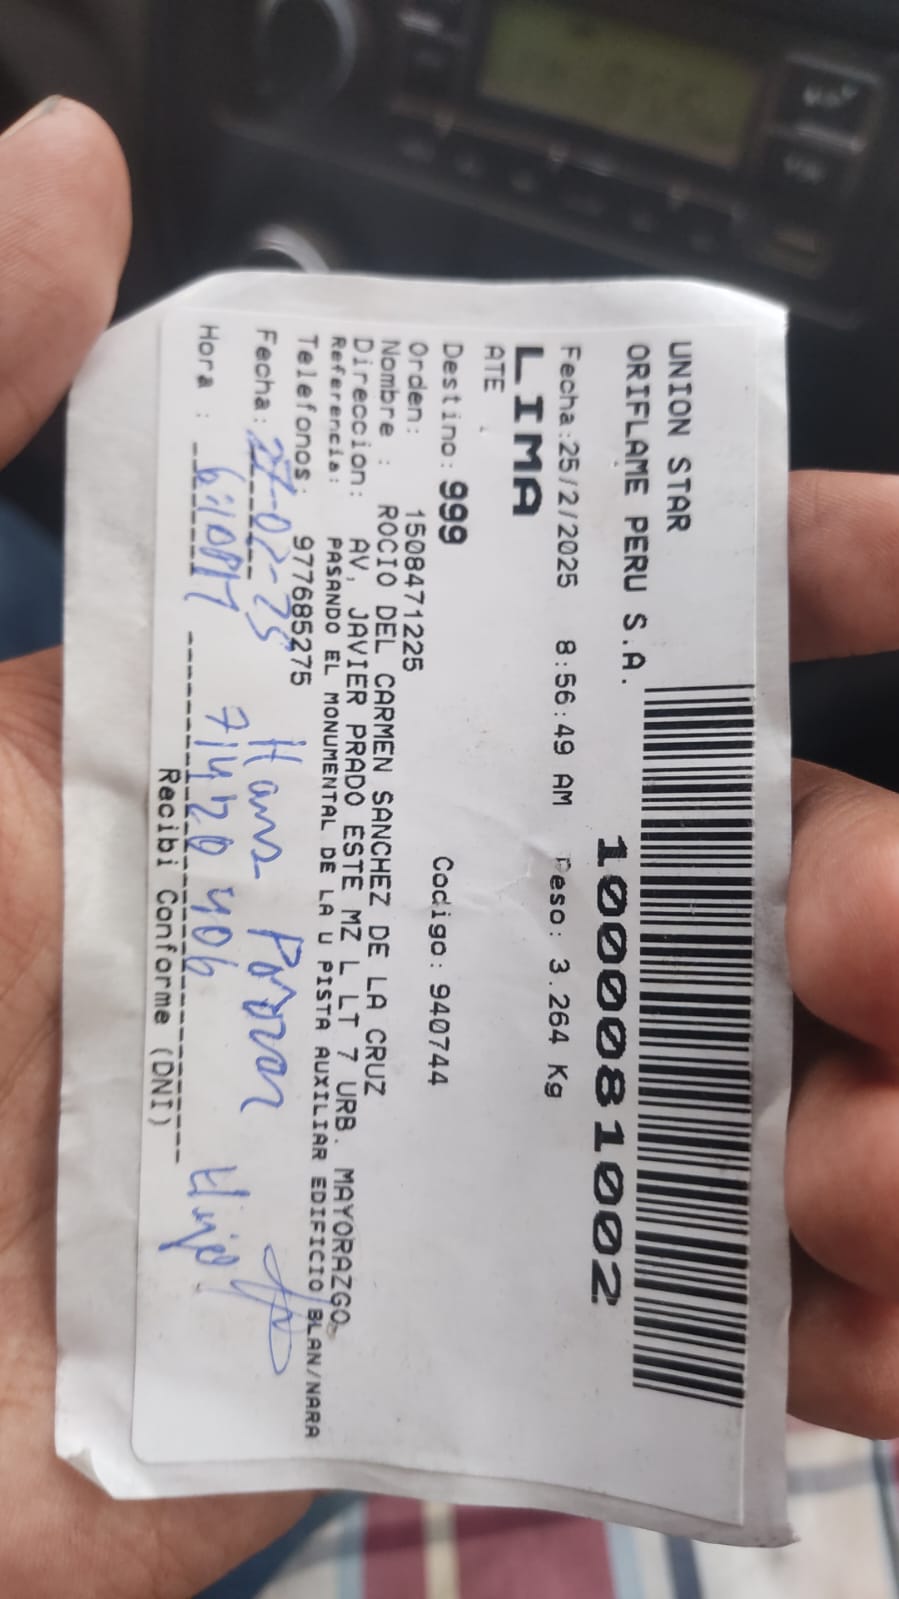 UNION STAR
ORIFLAME PERU S.A.
1000081002
Fecha:25/2/2025 8:56:49 AM Peso: 3.264 Kg
LIMA
ATE
Destino: 999 Codigo: 940744
Orden: 1508471225
Nombre : ROCIO DEL CARMEN SANCHEZ DE LA CRUZ
Direccion: AV. JAVIER PRADO ESTE MZ L LT 7 URB. MAYORAZGO
Referencia: PASANDO EL MONUMENTAL DE LA U PISTA AUXILIAR EDIFICIO BLAN/NARA
Telefonos: 977685275
Fecha: 27-02-25 Hans
Hora : 71420406 Hijo
Recibi Conforme (DNI)